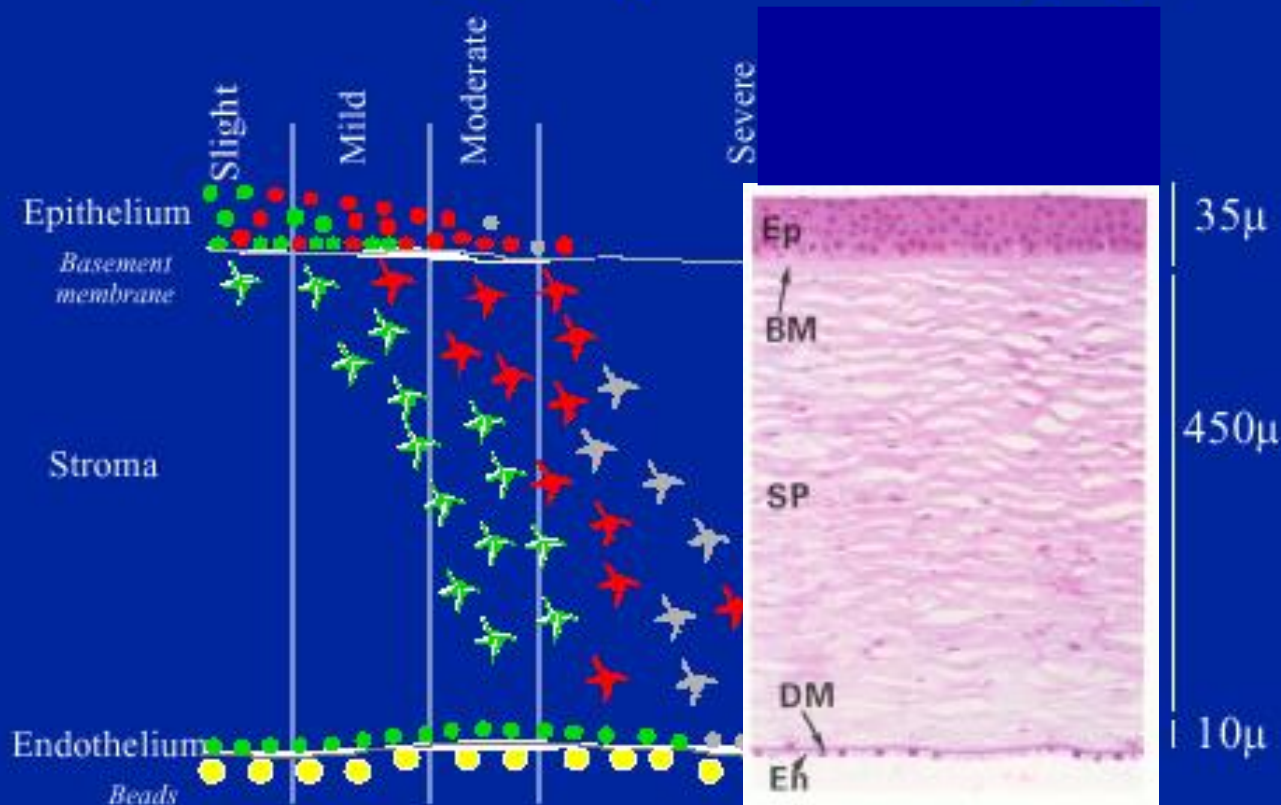 Slight
Mild
Moderate
Severe
Epithelium
Basement
membrane
Stroma
Endothelium
Beads
Ep
BM
SP
DM
En
35µ
450µ
10µ